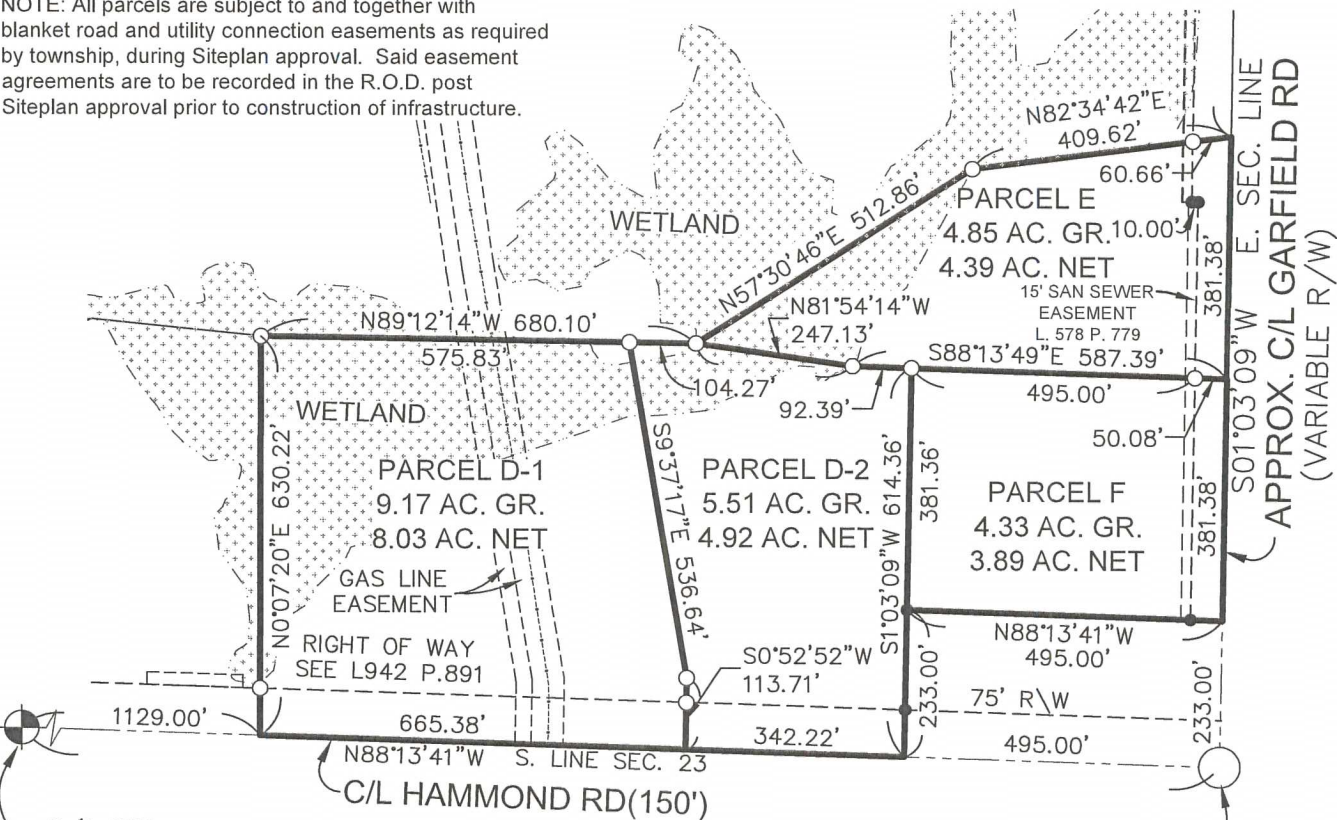 NOTE: All parcels are subject to and together with
blanket road and utility connection easements as required
by township, during Siteplan approval. Said easement
agreements are to be recorded in the R.O.D. post
Siteplan approval prior to construction of infrastructure.
N82°34'42"E
409.62'
60.66'
E. SEC. LINE
APPROX. C/L GARFIELD RD
(VARIABLE R/W)
S01°03'09"W
WETLAND
N57°30'46"E 512.86'
PARCEL E
4.85 AC. GR.
4.39 AC. NET
10.00'
381.38'
15' SAN SEWER
EASEMENT
L. 578 P. 779
N81°54'14"W
247.13'
N89°12'14"W 680.10'
575.83'
104.27'
92.39'
S88°13'49"E 587.39'
495.00'
50.08'
WETLAND
N0°07'20"E 630.22'
PARCEL D-1
9.17 AC. GR.
8.03 AC. NET
S9°37'17"E 536.64'
PARCEL D-2
5.51 AC. GR.
4.92 AC. NET
S1°03'09"W 614.36'
381.36'
PARCEL F
4.33 AC. GR.
3.89 AC. NET
381.38'
GAS LINE
EASEMENT
RIGHT OF WAY
SEE L942 P.891
S0°52'52"W
113.71'
N88°13'41"W
495.00'
233.00'
75' R\W
233.00'
1129.00'
665.38'
342.22'
495.00'
N88°13'41"W S. LINE SEC. 23
C/L HAMMOND RD(150')